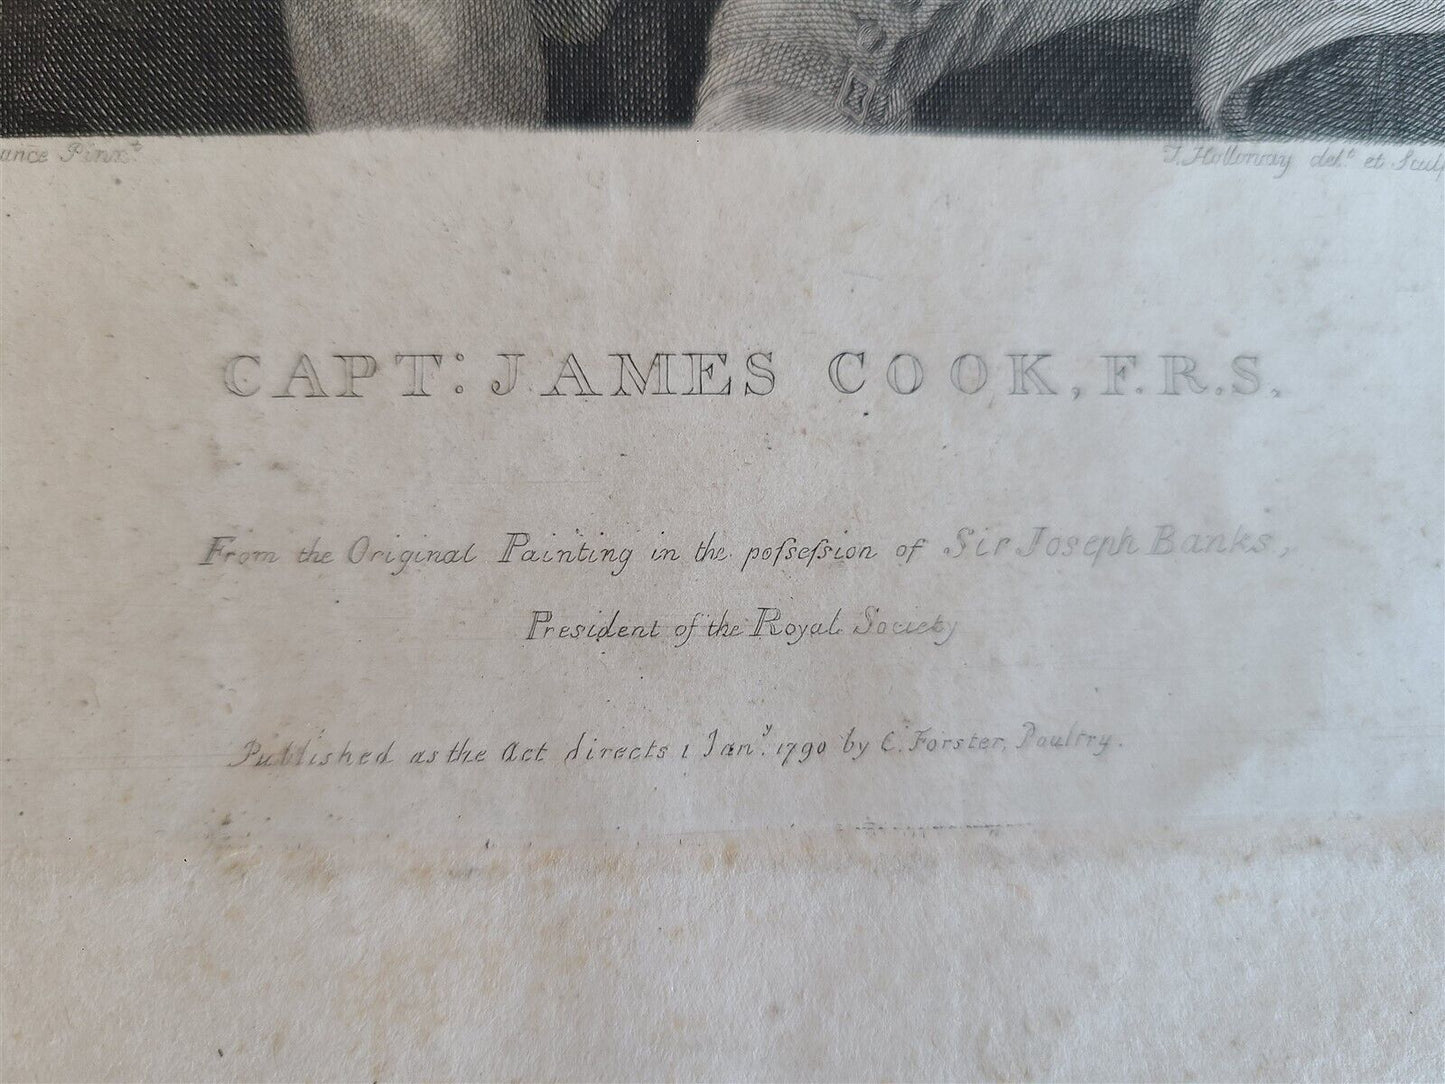 ance Pinx.t
T. Holloway del.t et Sculp
CAPT: JAMES COOK, F.R.S.
From the Original Painting in the poſseſsion of Sir Joseph Banks,
President of the Royal Society
Published as the Act directs 1 Jan.y 1790 by C. Forster, Poultry.